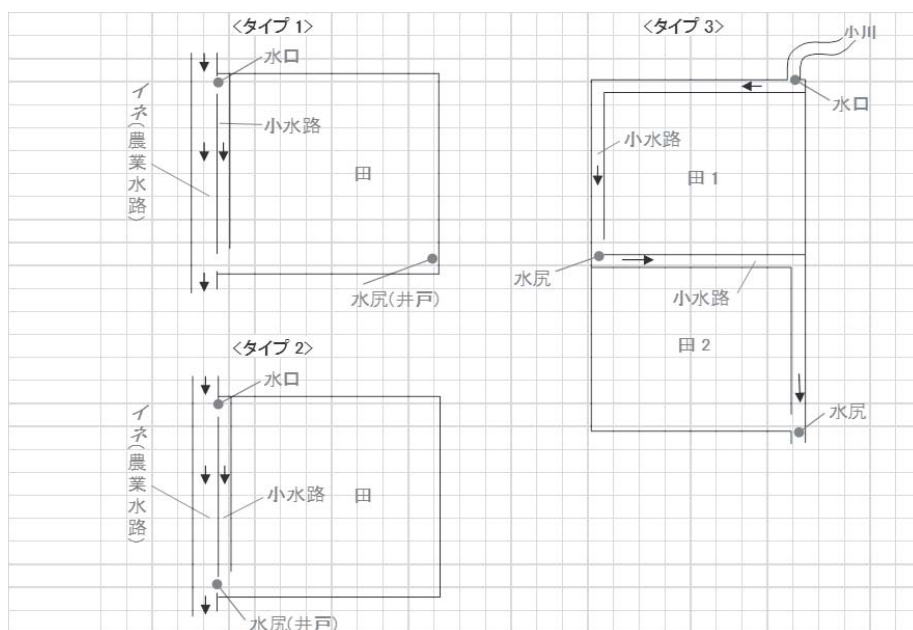 <タイプ 1>
水口
イネ(農業水路)
小水路
田
水尻(井戸)
<タイプ 2>
水口
イネ(農業水路)
小水路
田
水尻(井戸)
<タイプ 3>
小川
水口
小水路
田 1
水尻
小水路
田 2
水尻